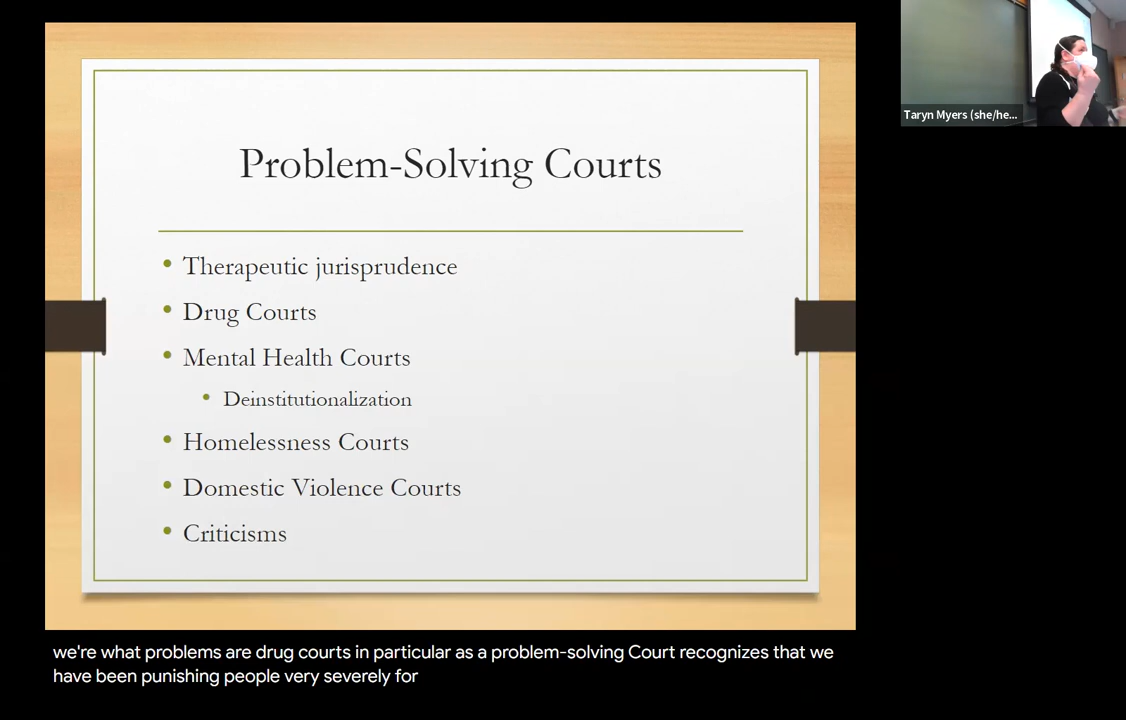 Problem-Solving Courts
Therapeutic jurisprudence
Drug Courts
Mental Health Courts
Deinstitutionalization
Homelessness Courts
Domestic Violence Courts
Criticisms
Taryn Myers (she/he...
we're what problems are drug courts in particular as a problem-solving Court recognizes that we
have been punishing people very severely for